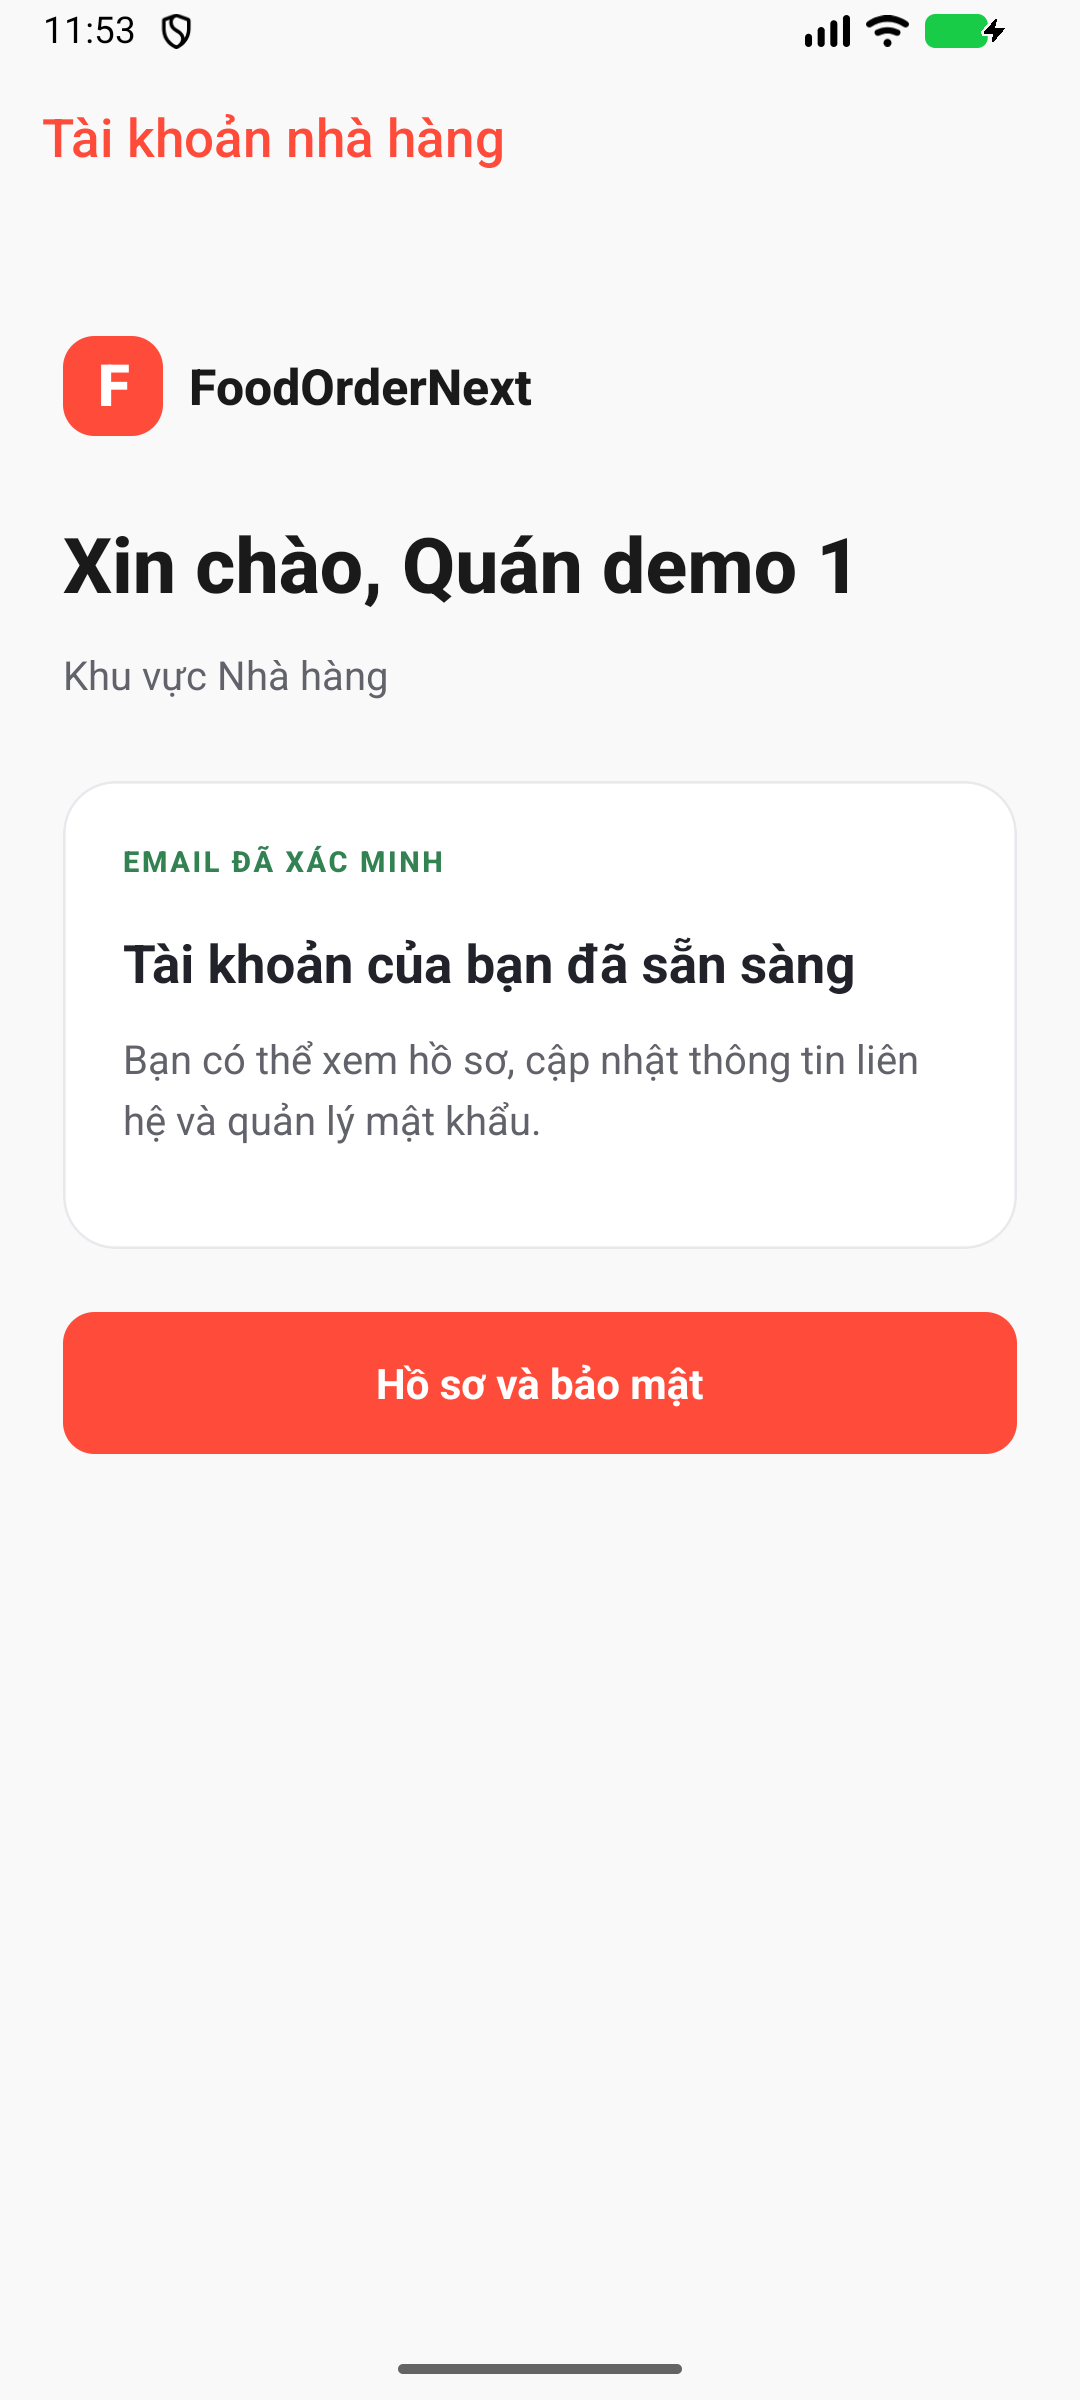 11:53
Tài khoản nhà hàng
F FoodOrderNext
Xin chào, Quán demo 1
Khu vực Nhà hàng
EMAIL ĐÃ XÁC MINH
Tài khoản của bạn đã sẵn sàng
Bạn có thể xem hồ sơ, cập nhật thông tin liên
hệ và quản lý mật khẩu.
Hồ sơ và bảo mật